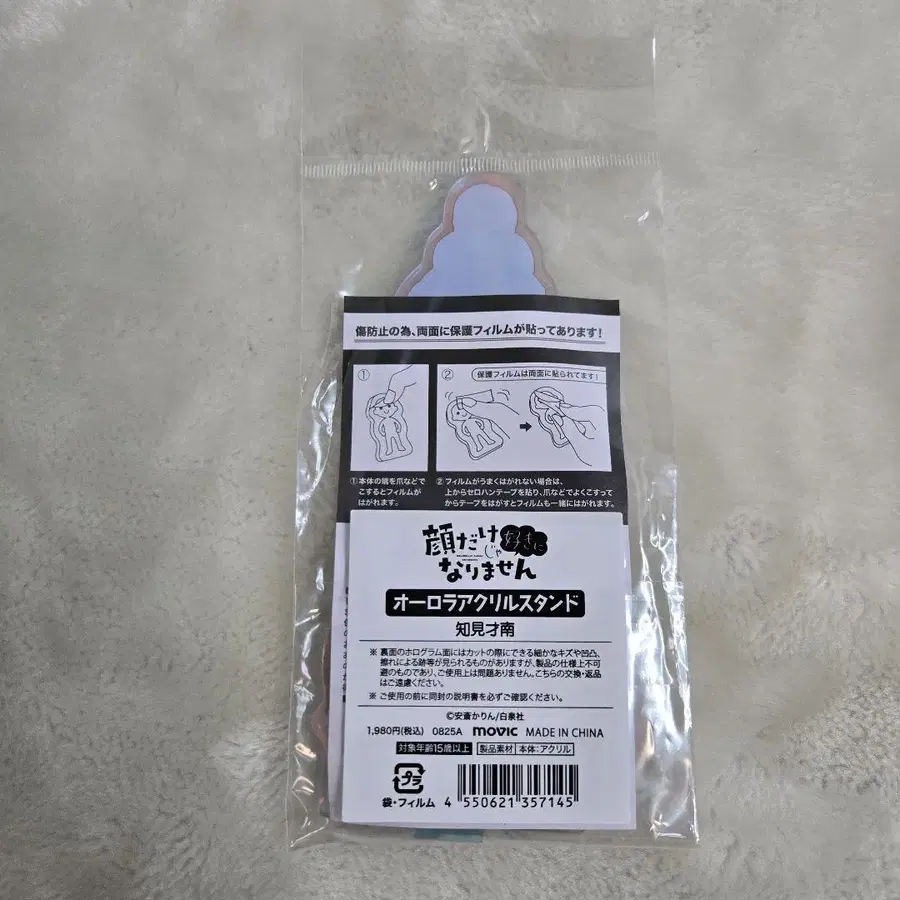 傷防止の為、両面に保護フィルムが貼ってあります!
①
②
保護フィルムは両面に貼られてます!
①本体の端を爪などで
こするとフィルムが
はがれます。
②フィルムがうまくはがれない場合は、
上からセロハンテープを貼り、爪などでよくこすって
からテープをはがすとフィルムも一緒にはがれます。
顔だけじゃ好きに
なりません
オーロラアクリルスタンド
知見才南
※裏面のホログラム面にはカットの際にできる細かなキズや凹凸、
擦れによる跡等が見られるものがありますが、製品の仕様上不可
避のものであり、ご使用上は問題ありません。こちらの交換・返品
はご遠慮ください。
※ご使用の前に同封の説明書を必ずご確認ください。
©安斎かりん/白泉社
1,980円(税込) 0825A movic MADE IN CHINA
対象年齢15歳以上 製品素材 本体:アクリル
プラ
袋・フィルム
4 550621 357145